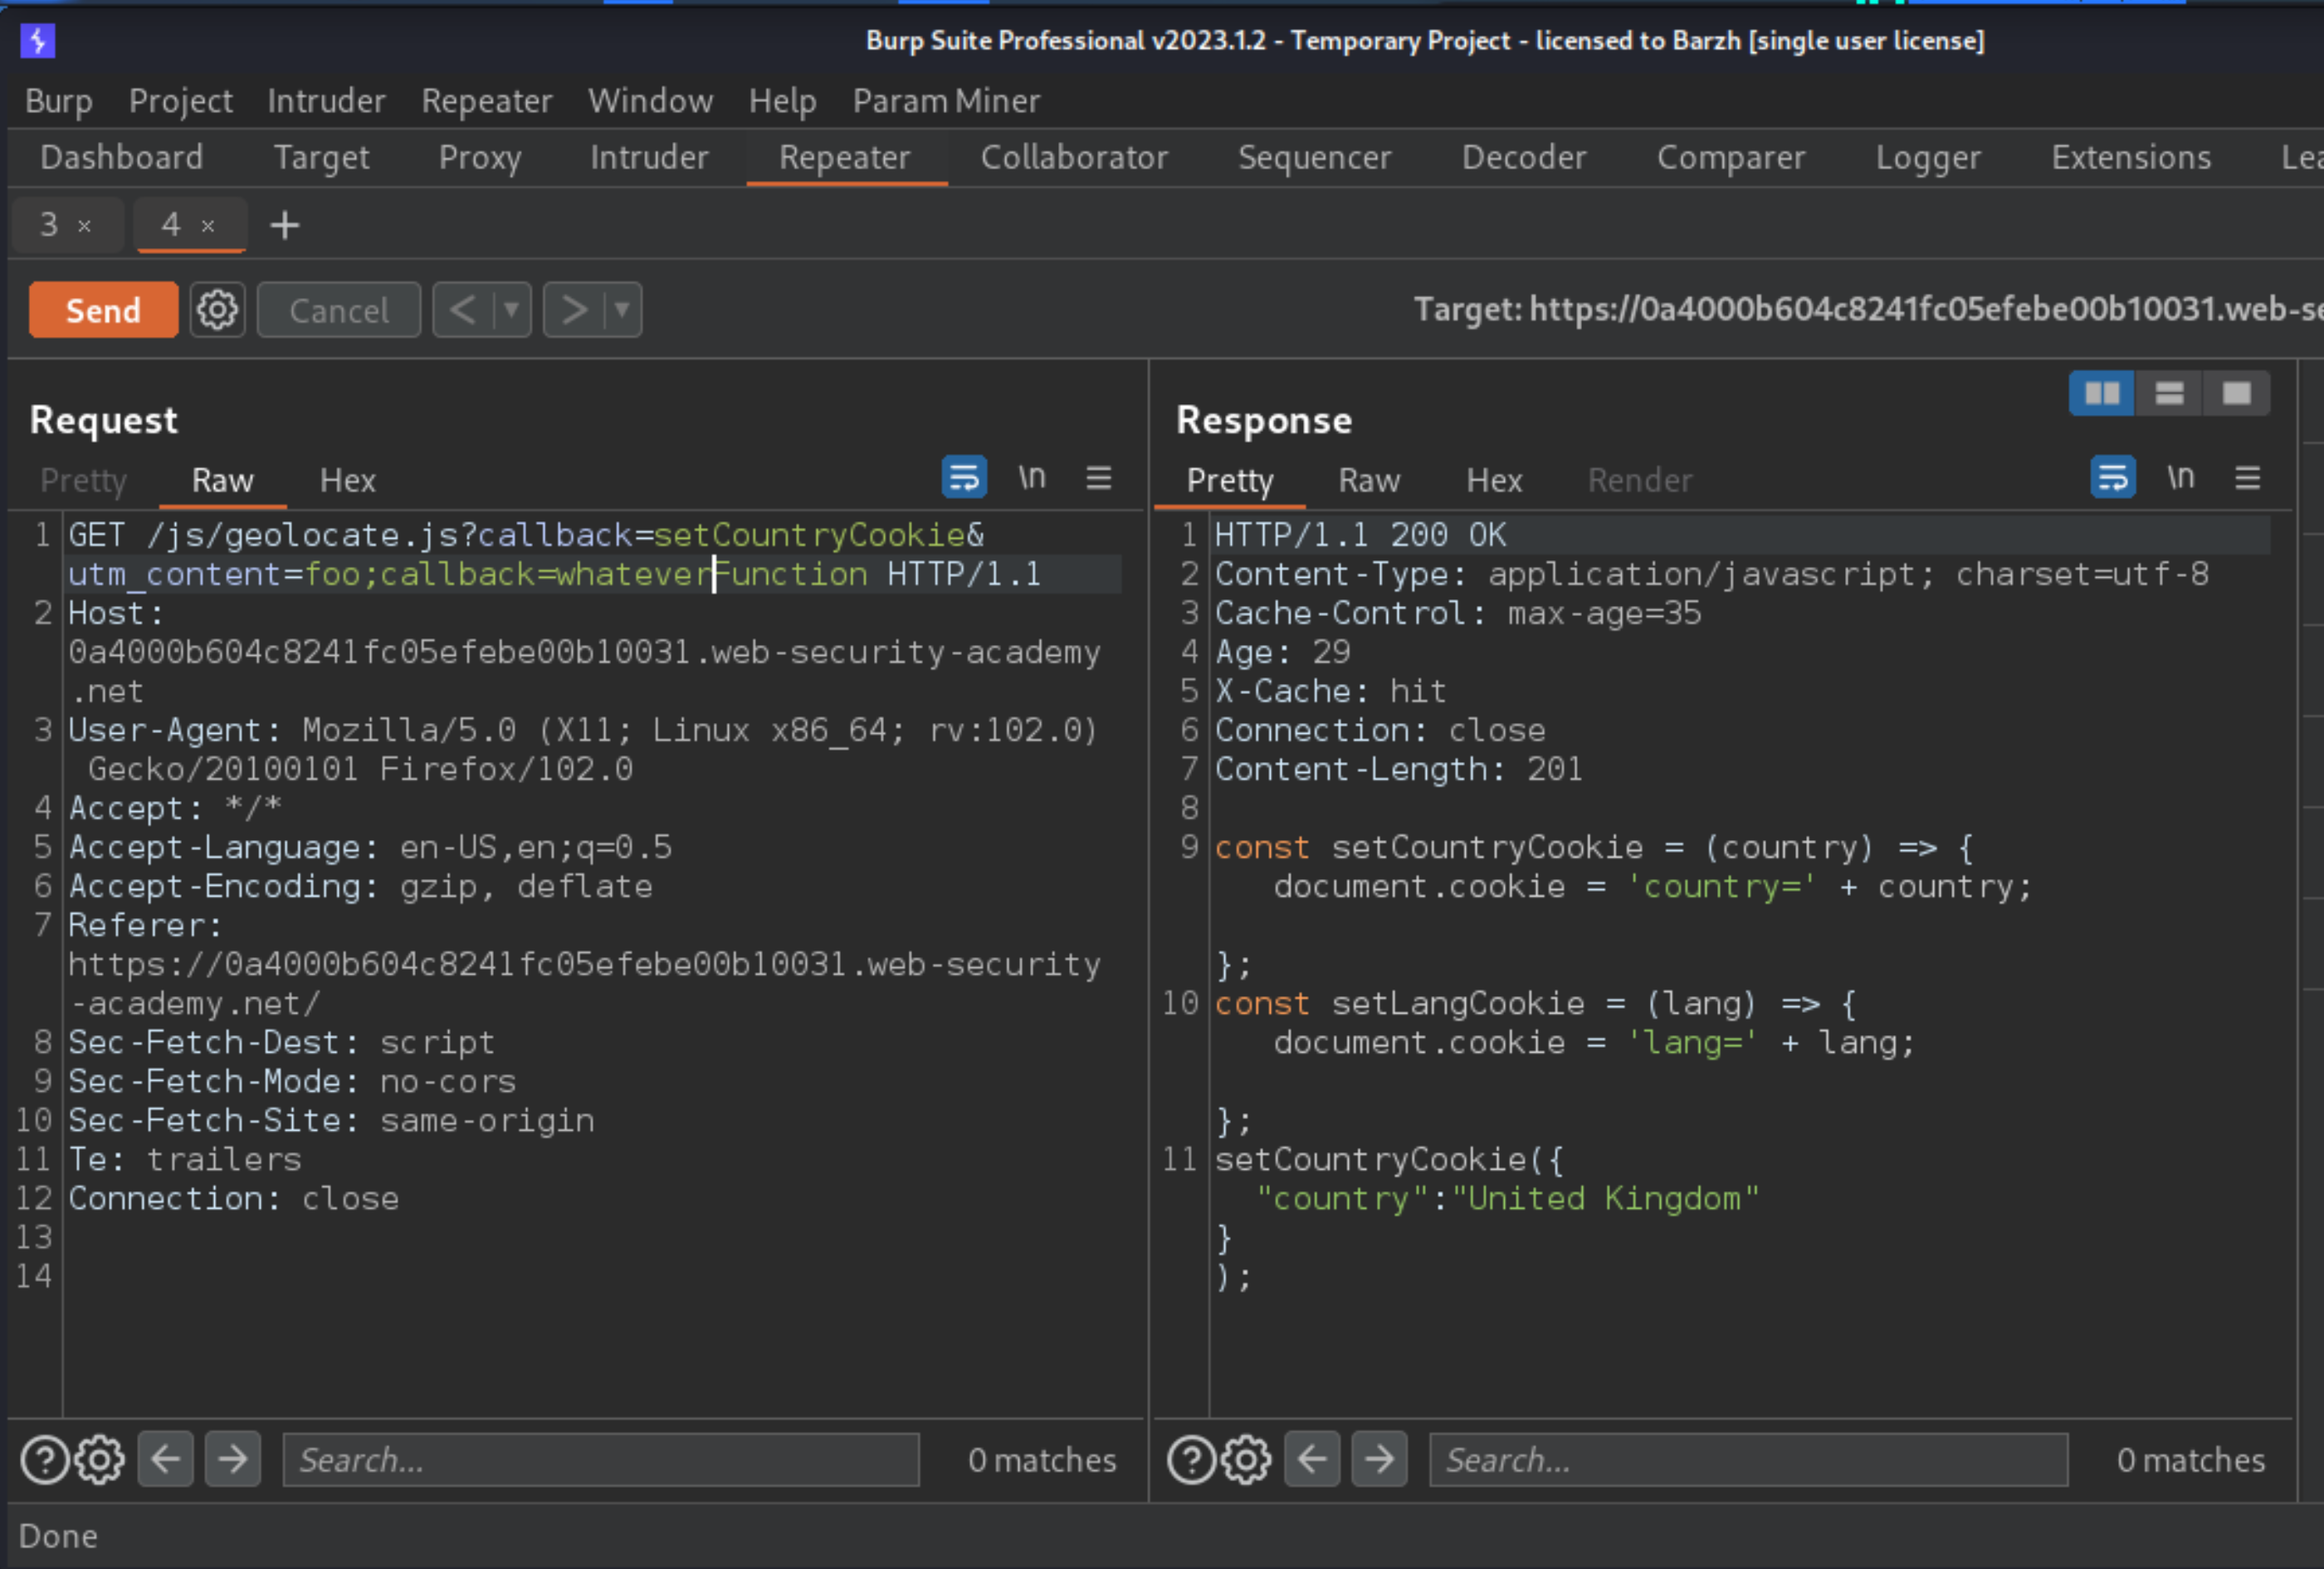 Burp Suite Professional v2023.1.2 - Temporary Project - licensed to Barzh [single user license]
Burp Project Intruder Repeater Window Help Param Miner
Dashboard Target Proxy Intruder Repeater Collaborator Sequencer Decoder Comparer Logger Extensions
3 × 4 × +
Send Cancel < > Target: https://0a4000b604c8241fc05efebe00b10031.web-se
Request
Pretty Raw Hex \n
1 GET /js/geolocate.js?callback=setCountryCookie&
utm_content=foo;callback=whateverFunction HTTP/1.1
2 Host:
0a4000b604c8241fc05efebe00b10031.web-security-academy
.net
3 User-Agent: Mozilla/5.0 (X11; Linux x86_64; rv:102.0)
Gecko/20100101 Firefox/102.0
4 Accept: */*
5 Accept-Language: en-US,en;q=0.5
6 Accept-Encoding: gzip, deflate
7 Referer:
https://0a4000b604c8241fc05efebe00b10031.web-security
-academy.net/
8 Sec-Fetch-Dest: script
9 Sec-Fetch-Mode: no-cors
10 Sec-Fetch-Site: same-origin
11 Te: trailers
12 Connection: close
13
14
Search... 0 matches
Response
Pretty Raw Hex Render \n
1 HTTP/1.1 200 OK
2 Content-Type: application/javascript; charset=utf-8
3 Cache-Control: max-age=35
4 Age: 29
5 X-Cache: hit
6 Connection: close
7 Content-Length: 201
8
9 const setCountryCookie = (country) => {
document.cookie = 'country=' + country;
};
10 const setLangCookie = (lang) => {
document.cookie = 'lang=' + lang;
};
11 setCountryCookie({
"country":"United Kingdom"
}
);
Search... 0 matches
Done